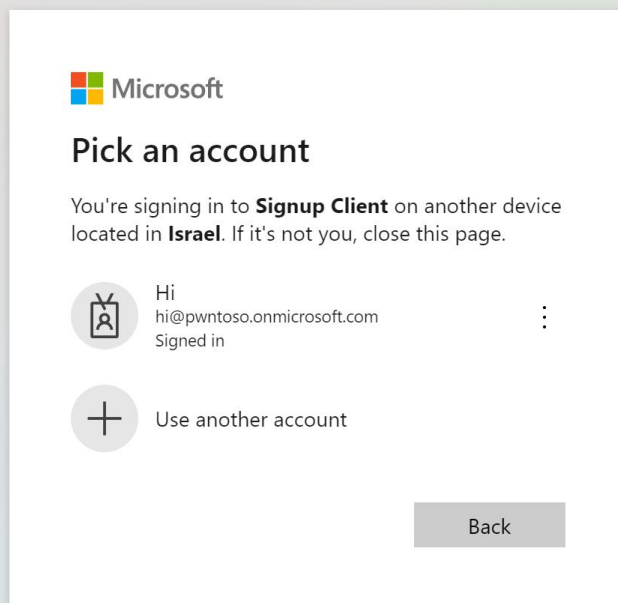 Microsoft
Pick an account
You're signing in to Signup Client on another device
located in Israel. If it's not you, close this page.
Hi
hi@pwntoso.onmicrosoft.com
Signed in
Use another account
Back